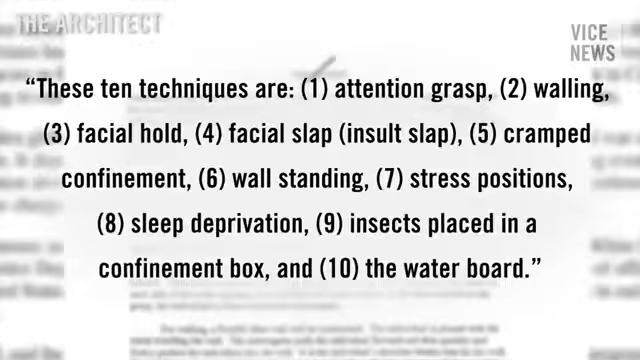 THE ARCHITECT
VICE
NEWS
“These ten techniques are: (1) attention grasp, (2) walling,
(3) facial hold, (4) facial slap (insult slap), (5) cramped
confinement, (6) wall standing, (7) stress positions,
(8) sleep deprivation, (9) insects placed in a
confinement box, and (10) the water board.”